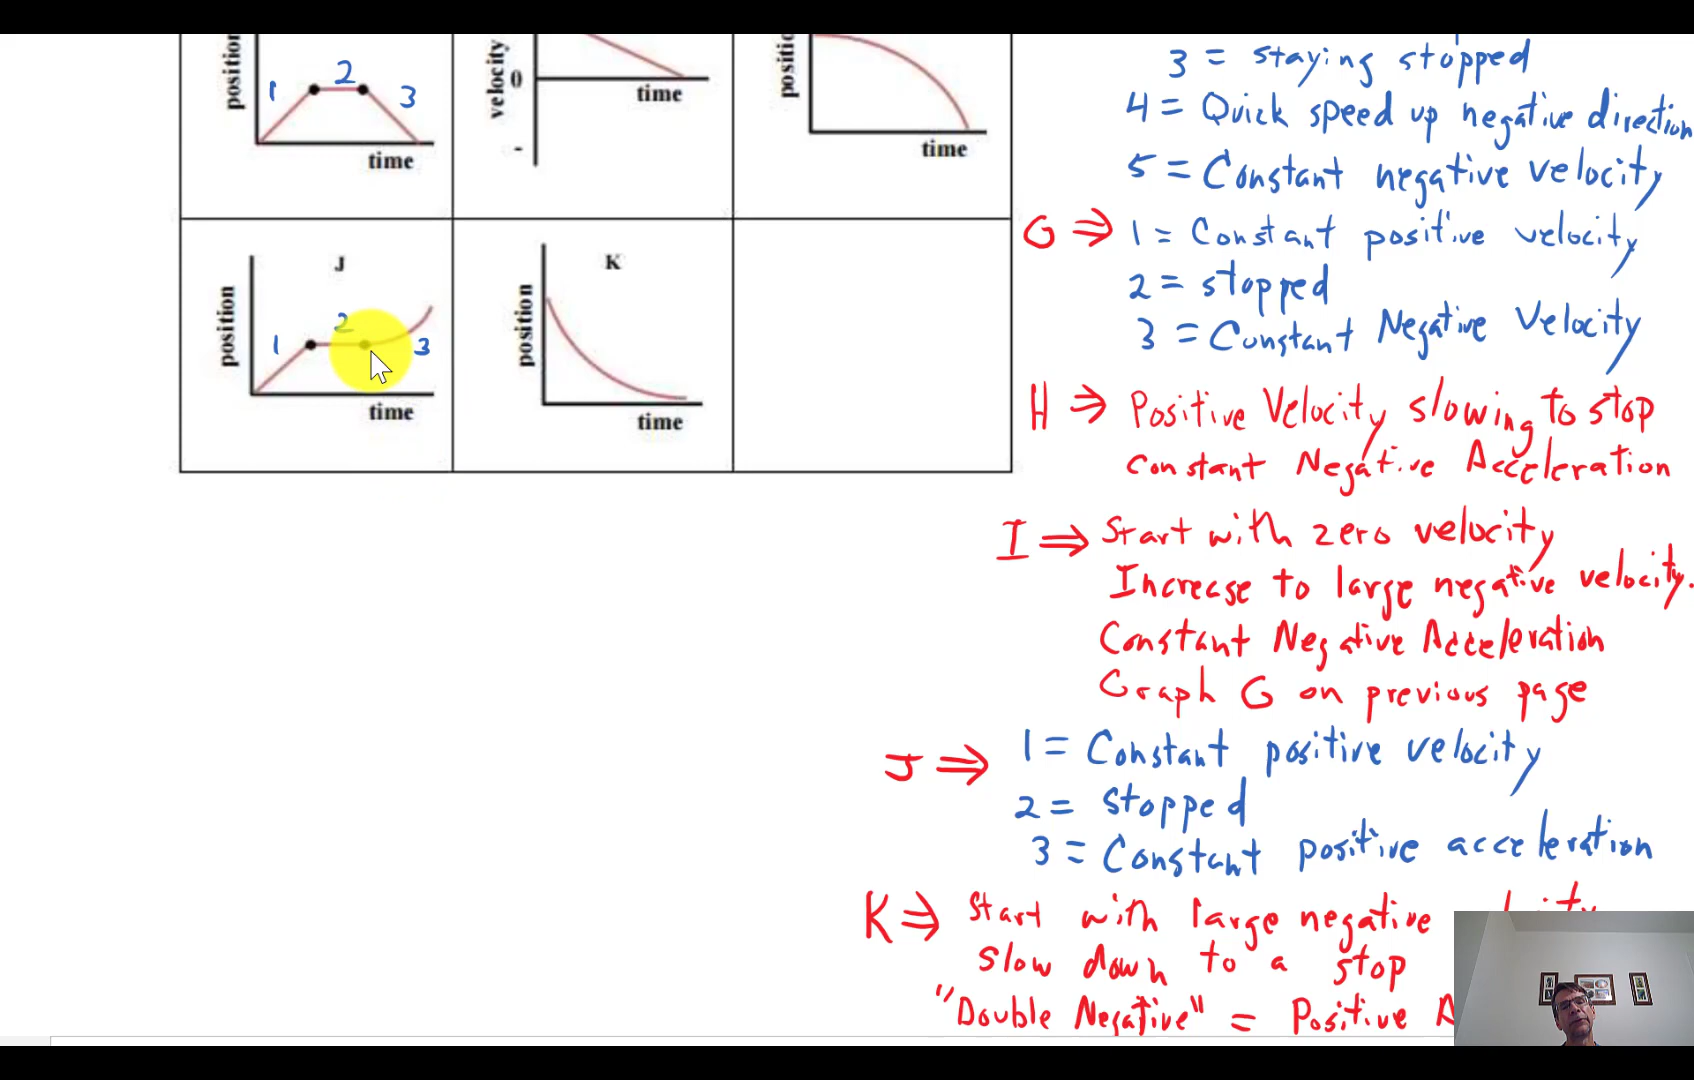 position
1
2
3
time
velocity
0
-
time
positic
time
J
position
1
2
3
time
K
position
time
3 = staying stopped
4 = Quick speed up negative direction
5 = Constant negative velocity
G ⇒ 1 = Constant positive velocity
2 = stopped
3 = Constant Negative Velocity
H ⇒ Positive Velocity slowing to stop
Constant Negative Acceleration
I ⇒ Start with zero velocity
Increase to large negative velocity.
Constant Negative Acceleration
Graph G on previous page
J ⇒ 1 = Constant positive velocity
2 = stopped
3 = Constant positive acceleration
K ⇒ Start with large negative
slow down to a stop
"Double Negative" = Positive A